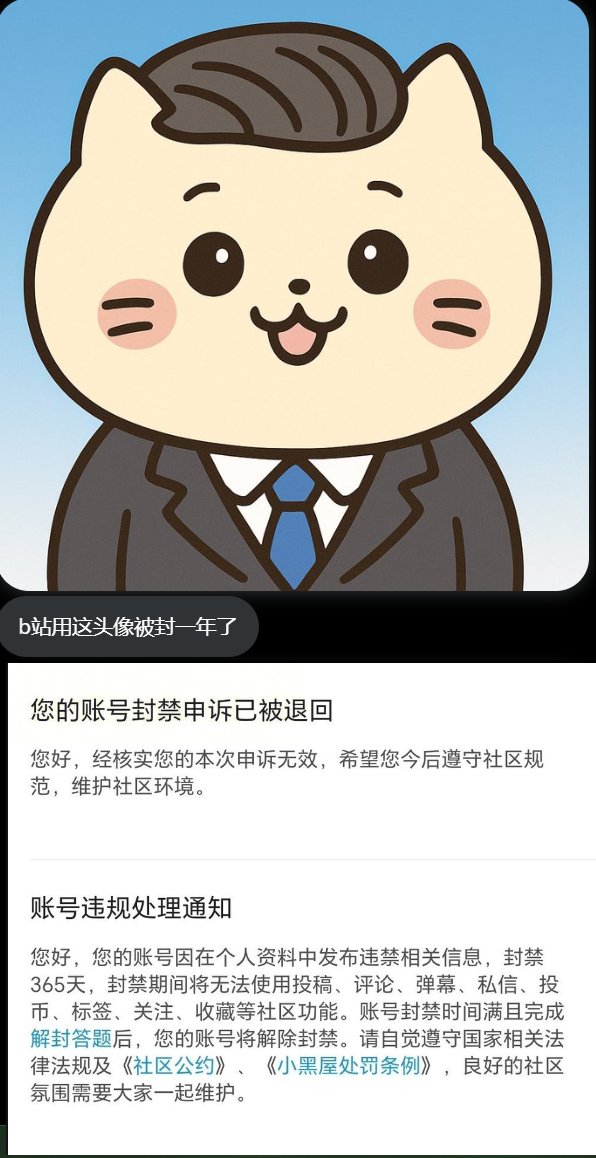 b站用这头像被封一年了
您的账号封禁申诉已被退回
您好，经核实您的本次申诉无效，希望您今后遵守社区规
范，维护社区环境。
账号违规处理通知
您好，您的账号因在个人资料中发布违禁相关信息，封禁
365天，封禁期间将无法使用投稿、评论、弹幕、私信、投
币、标签、关注、收藏等社区功能。账号封禁时间满且完成
解封答题后，您的账号将解除封禁。请自觉遵守国家相关法
律法规及《社区公约》、《小黑屋处罚条例》，良好的社区
氛围需要大家一起维护。